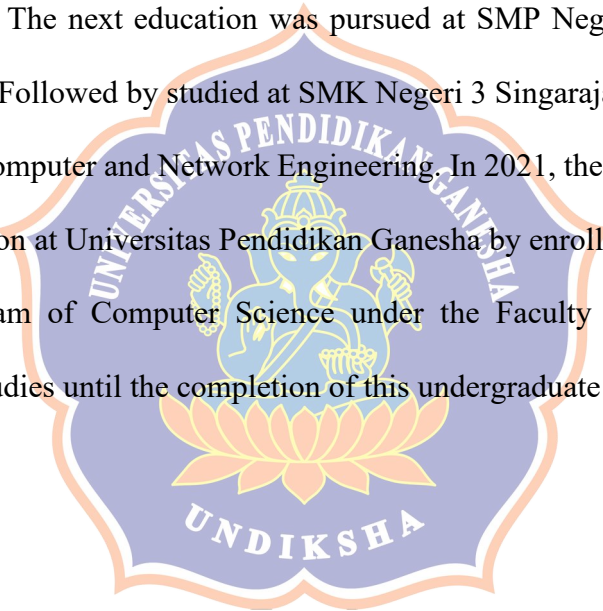 The next education was pursued at SMP Neg
Followed by studied at SMK Negeri 3 Singaraja
omputer and Network Engineering. In 2021, the
on at Universitas Pendidikan Ganesha by enroll
am of Computer Science under the Faculty
udies until the completion of this undergraduate
UNIVERSITAS PENDIDIKAN GANESHA
UNDIKSHA